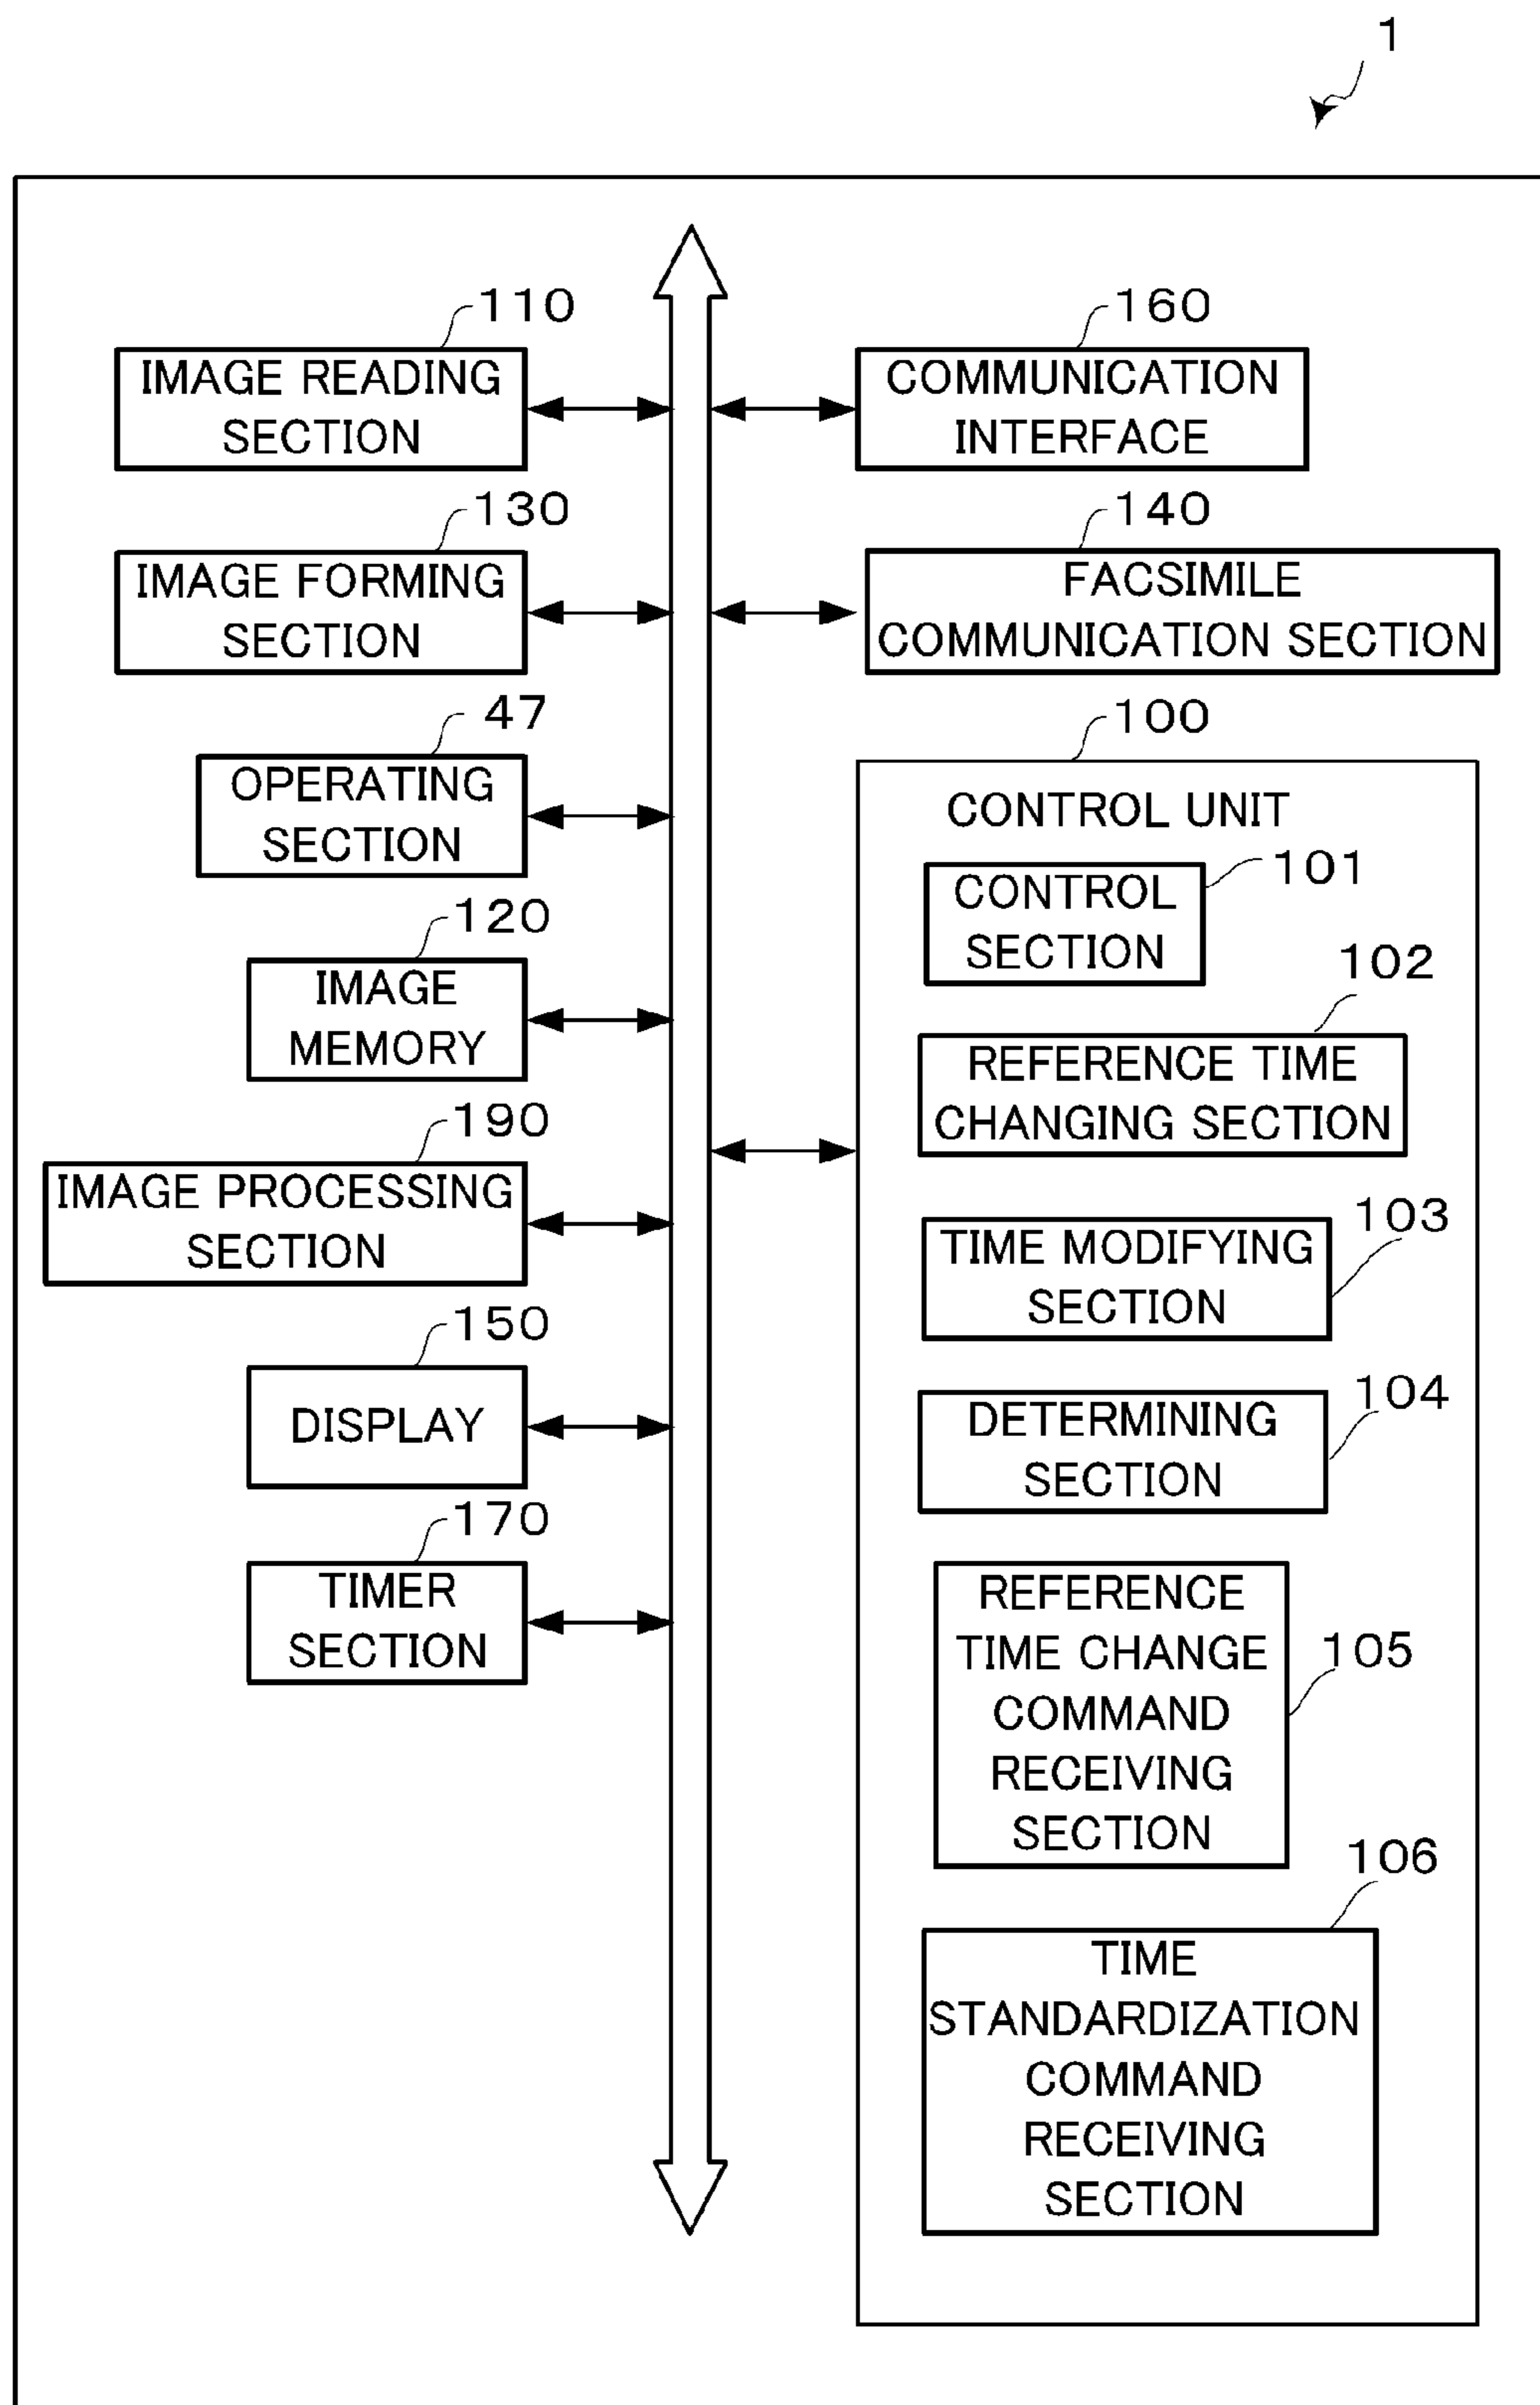 1
110
IMAGE READING
SECTION
130
IMAGE FORMING
SECTION
47
OPERATING
SECTION
120
IMAGE
MEMORY
190
IMAGE PROCESSING
SECTION
150
DISPLAY
170
TIMER
SECTION
160
COMMUNICATION
INTERFACE
140
FACSIMILE
COMMUNICATION SECTION
100
CONTROL UNIT
101
CONTROL
SECTION
102
REFERENCE TIME
CHANGING SECTION
103
TIME MODIFYING
SECTION
104
DETERMINING
SECTION
105
REFERENCE
TIME CHANGE
COMMAND
RECEIVING
SECTION
106
TIME
STANDARDIZATION
COMMAND
RECEIVING
SECTION